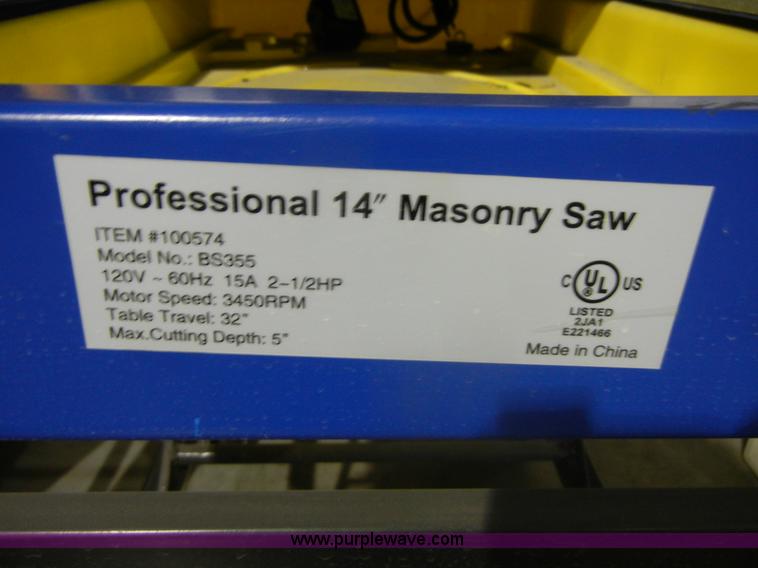 Professional 14″ Masonry Saw
ITEM #100574
Model No.: BS355
120V ~ 60Hz 15A 2-1/2HP
Motor Speed: 3450RPM
Table Travel: 32"
Max.Cutting Depth: 5"
C UL ® US
LISTED
2JA1
E221466
Made in China
www.purplewave.com